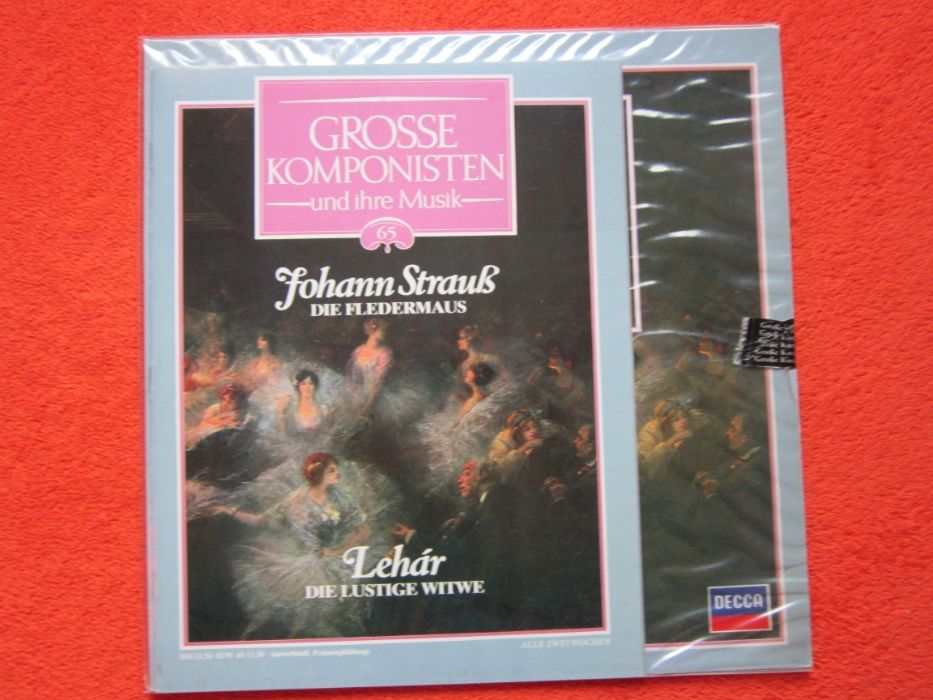 GROSSE
KOMPONISTEN
und ihre Musik
65
Johann Strauß
DIE FLEDERMAUS
Lehár
DIE LUSTIGE WITWE
DECCA
ALLE ZWEI WOCHEN